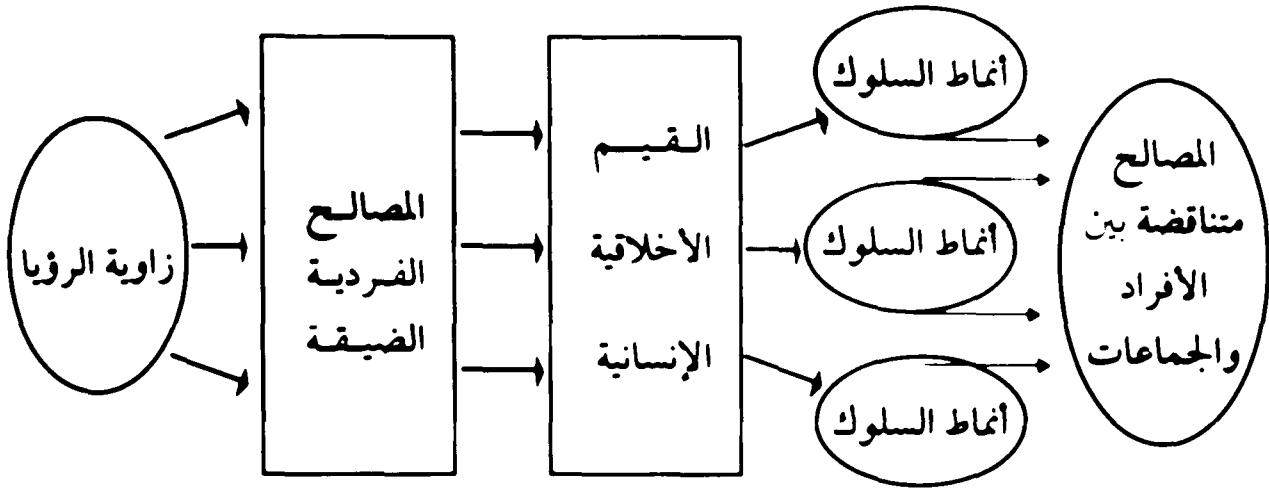 أنماط السلوك
المصالح
متناقضة بين
الأفراد
والجماعات
القيم
الأخلاقية
الإنسانية
أنماط السلوك
المصالح
الفردية
الضيقة
زاوية الرؤيا
أنماط السلوك